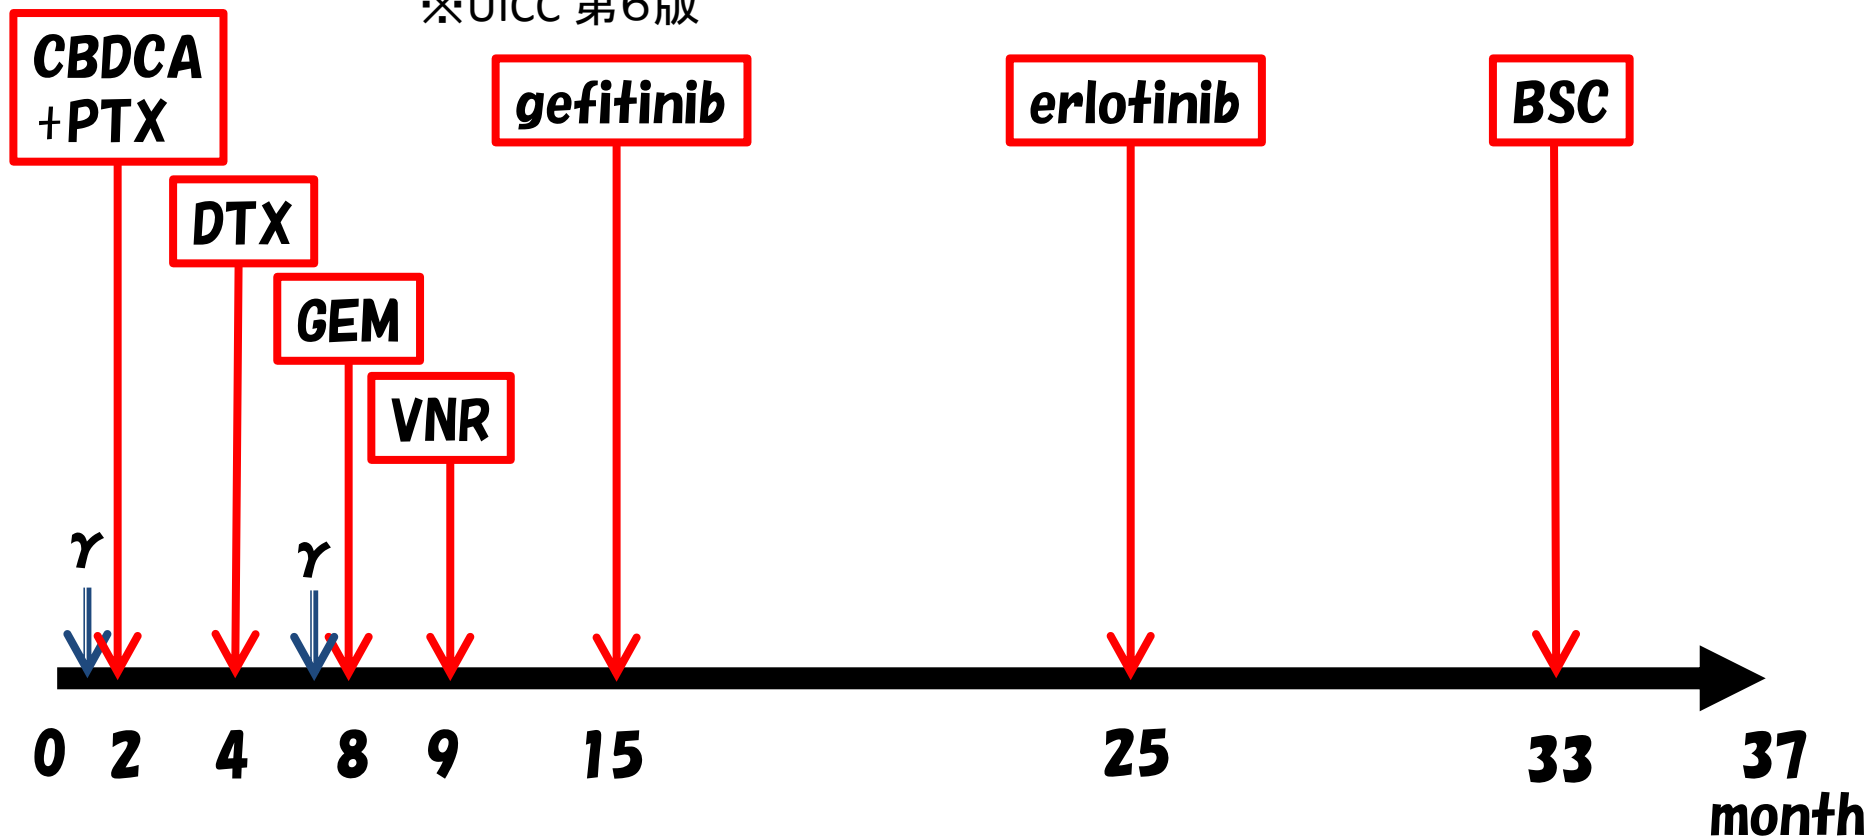 ※UICC 第6版
CBDCA
+PTX
gefitinib
erlotinib
BSC
DTX
GEM
VNR
γ
γ
0 2 4 8 9 15 25 33 37
month